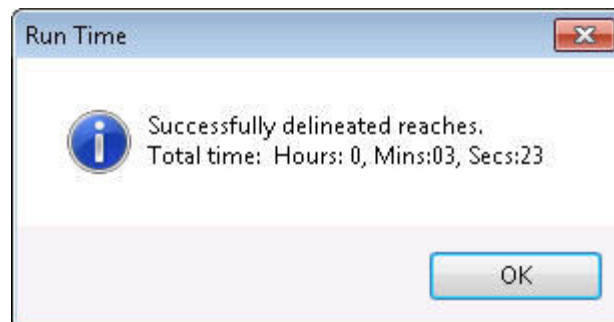 Run Time
Successfully delineated reaches.
Total time:  Hours: 0, Mins:03, Secs:23
OK